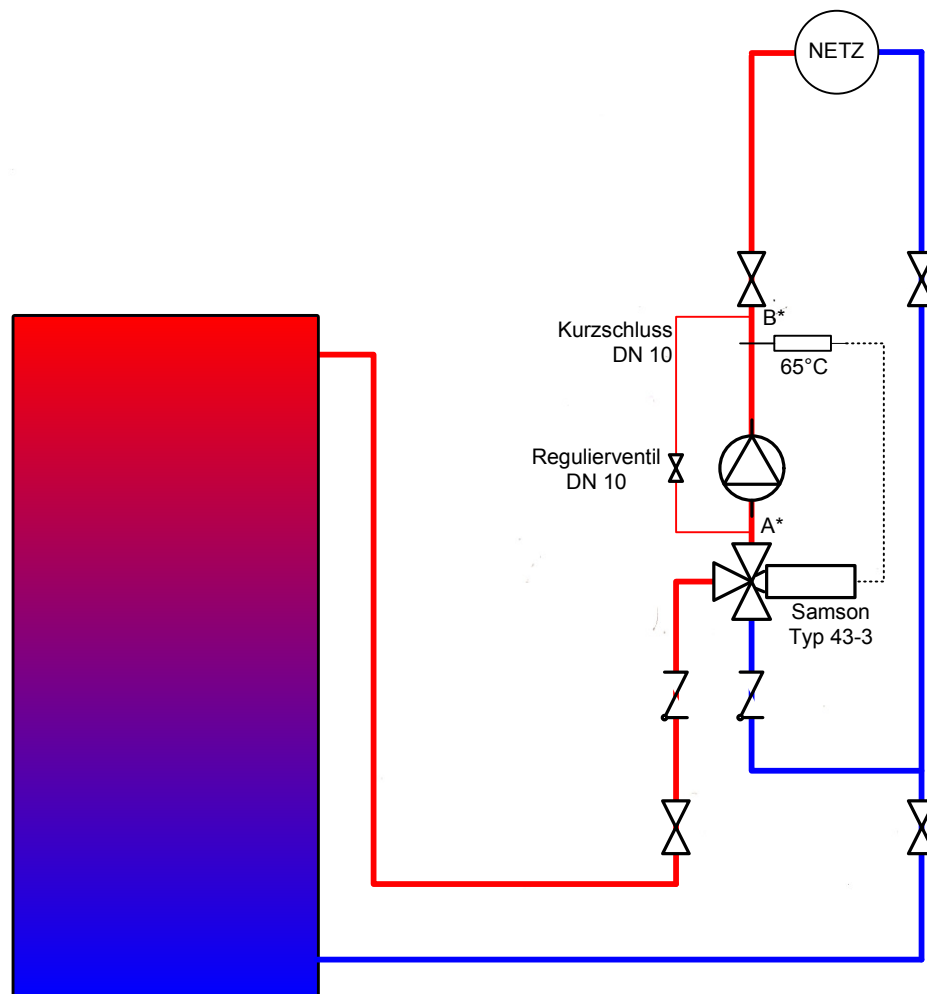 NETZ
B*
Kurzschluss
DN 10
65°C
Regulierventil
DN 10
A*
Samson
Typ 43-3